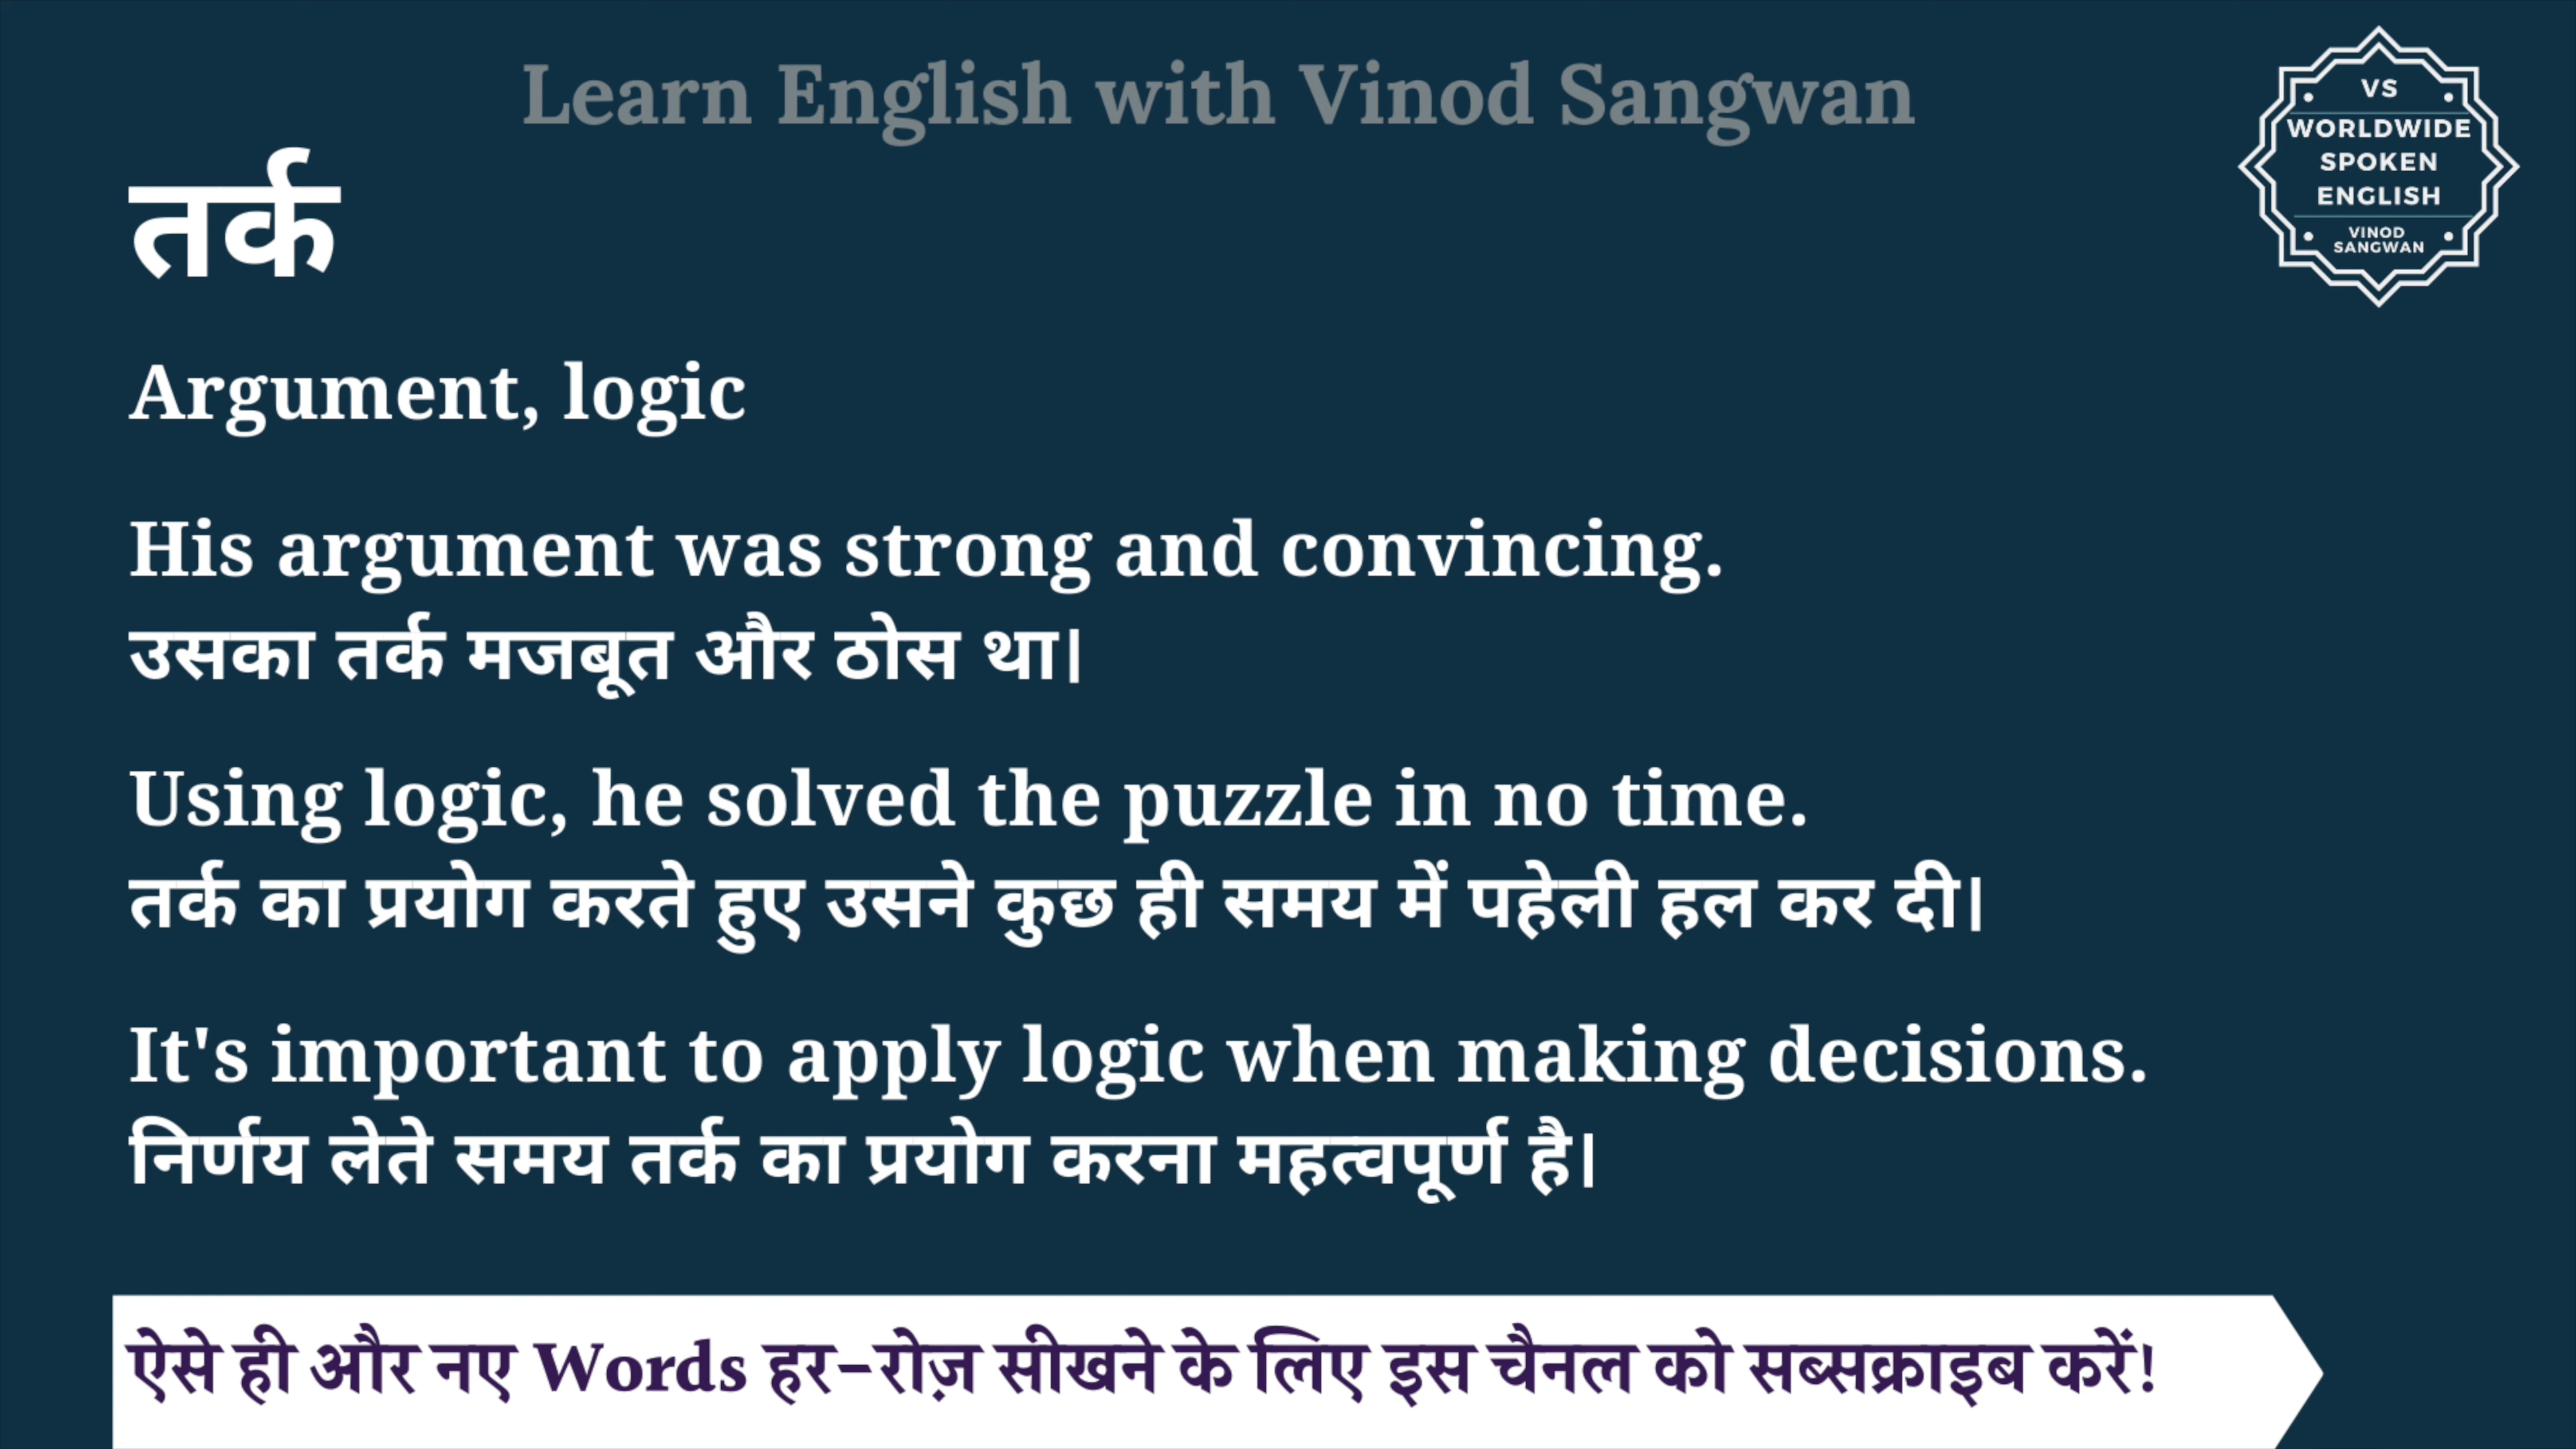 Learn English with Vinod Sangwan
VS
WORLDWIDE
SPOKEN
ENGLISH
VINOD
SANGWAN
तर्क
Argument, logic
His argument was strong and convincing.
उसका तर्क मजबूत और ठोस था।
Using logic, he solved the puzzle in no time.
तर्क का प्रयोग करते हुए उसने कुछ ही समय में पहेली हल कर दी।
It's important to apply logic when making decisions.
निर्णय लेते समय तर्क का प्रयोग करना महत्वपूर्ण है।
ऐसे ही और नए Words हर-रोज़ सीखने के लिए इस चैनल को सब्सक्राइब करें!